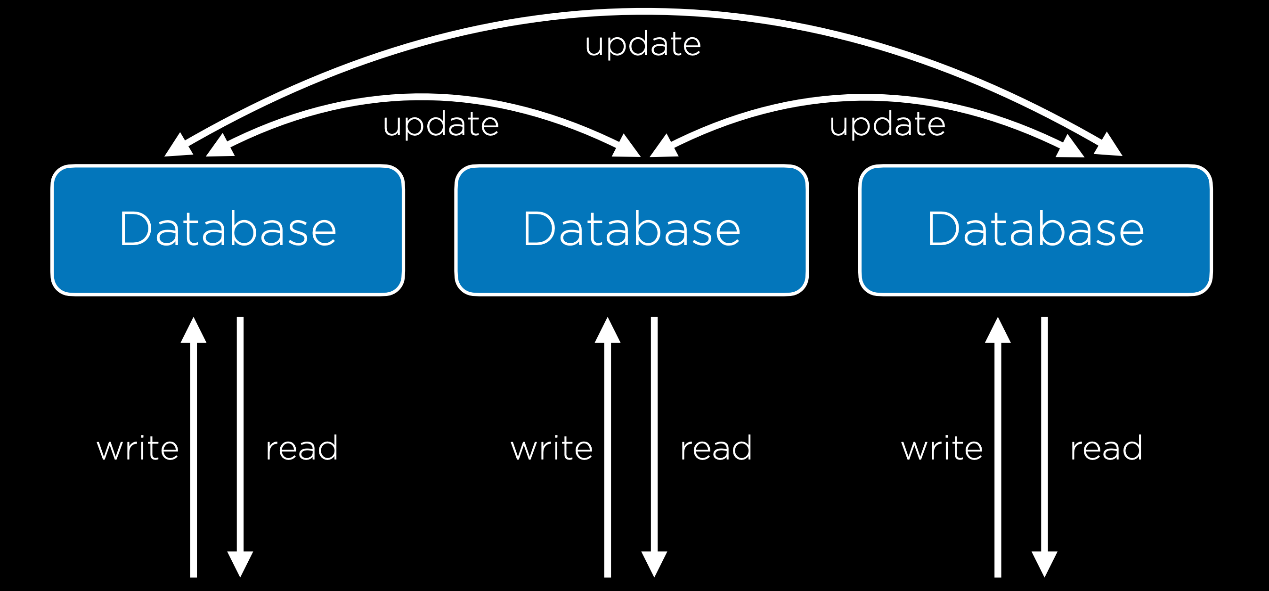 update
update
update
Database
Database
Database
write
read
write
read
write
read